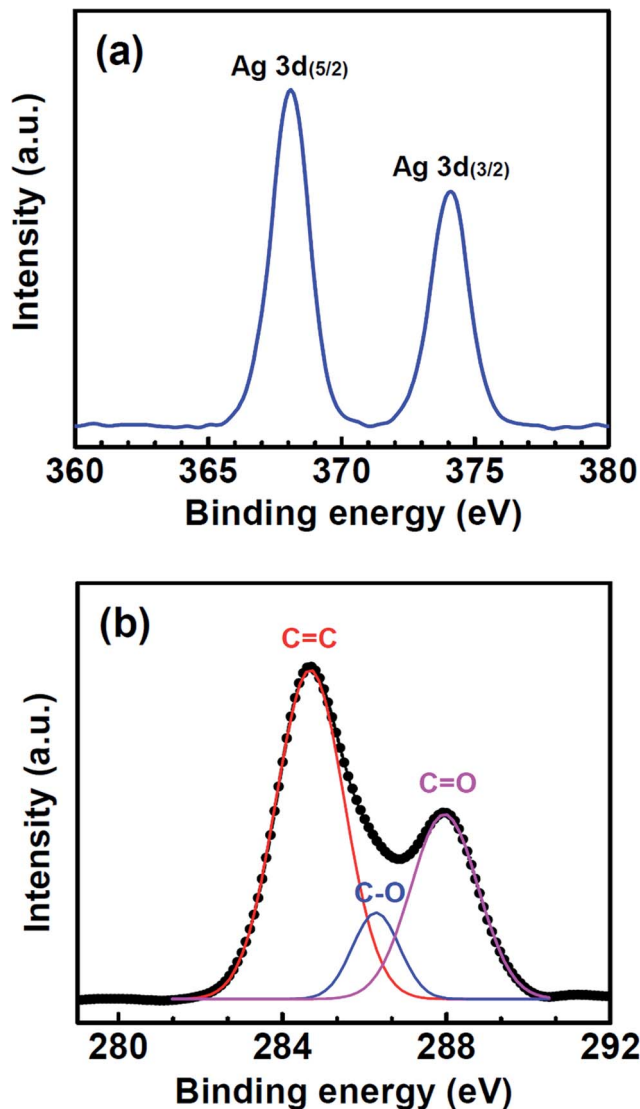 (a)
Ag 3d(5/2)
Ag 3d(3/2)
Intensity (a.u.)
360 365 370 375 380
Binding energy (eV)
(b)
C=C
C=O
C-O
Intensity (a.u.)
280 284 288 292
Binding energy (eV)